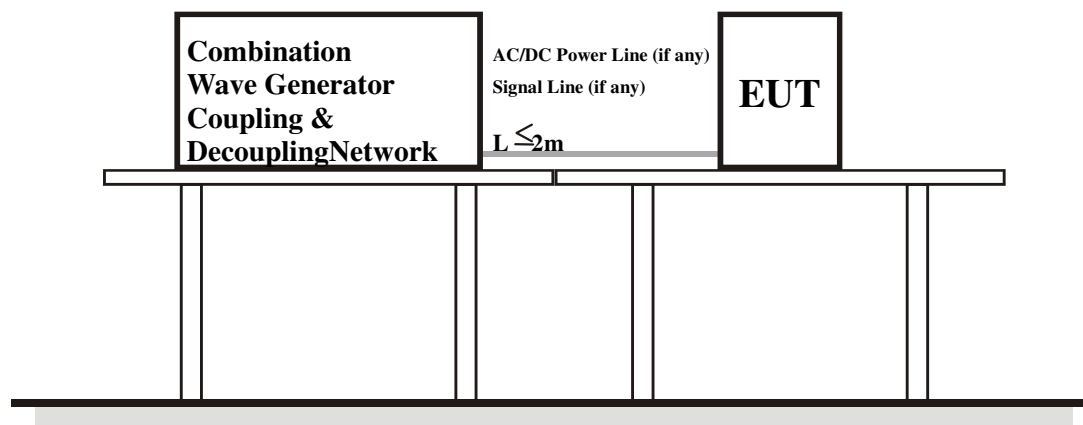 Combination
Wave Generator
Coupling &
DecouplingNetwork
AC/DC Power Line (if any)
Signal Line (if any)
L ≤2m
EUT